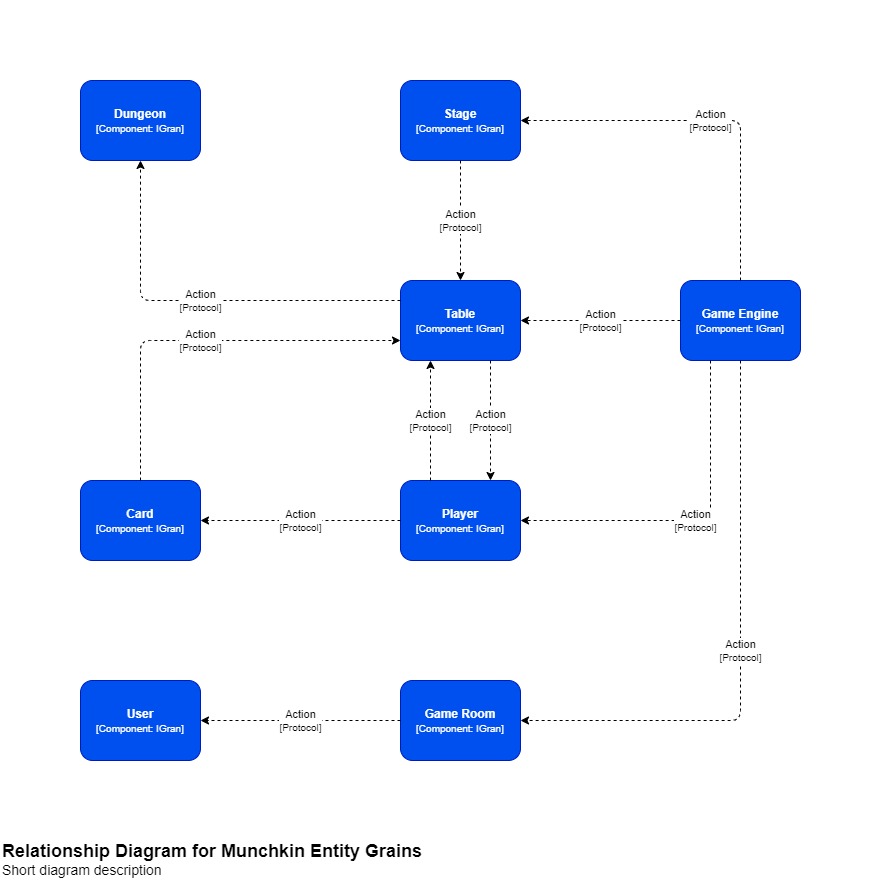 Dungeon
[Component: IGran]
Stage
[Component: IGran]
Action
[Protocol]
Action
[Protocol]
Action
[Protocol]
Table
[Component: IGran]
Action
[Protocol]
Game Engine
[Component: IGran]
Action
[Protocol]
Action
[Protocol]
Action
[Protocol]
Card
[Component: IGran]
Action
[Protocol]
Player
[Component: IGran]
Action
[Protocol]
Action
[Protocol]
User
[Component: IGran]
Action
[Protocol]
Game Room
[Component: IGran]
Relationship Diagram for Munchkin Entity Grains
Short diagram description